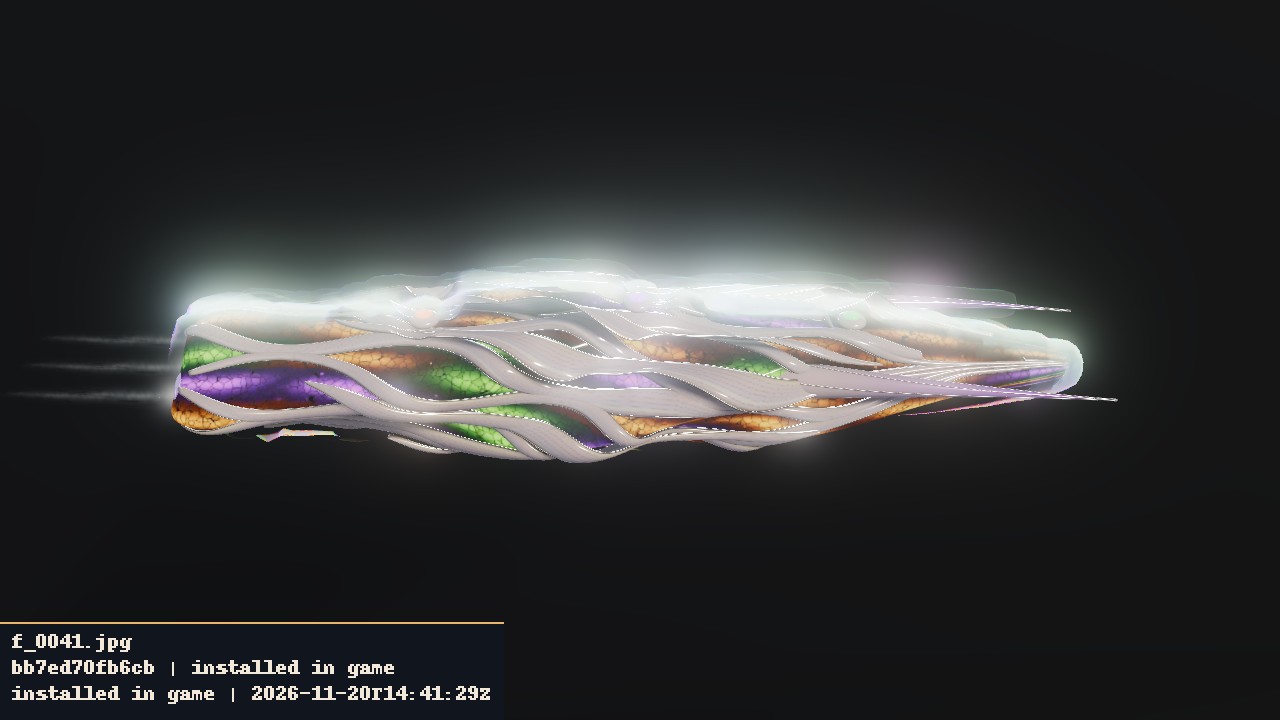 f_0041.jpg
bb7ed70fb6cb | installed in game
installed in game | 2026-11-20T14:41:29Z